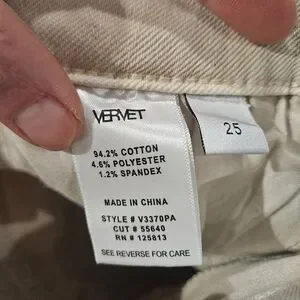 VERVET
25
94.2% COTTON
4.6% POLYESTER
1.2% SPANDEX
MADE IN CHINA
STYLE # V3370PA
CUT # 55640
RN # 125813
SEE REVERSE FOR CARE